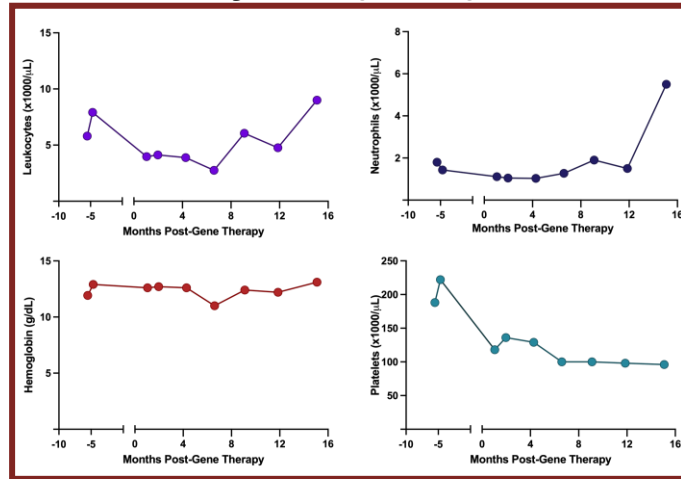 Leukocytes (x1000/µL)
15
10
5
-10 -5 0 4 8 12 16
Months Post-Gene Therapy
Neutrophils (x1000/µL)
8
6
4
2
-10 -5 0 4 8 12 16
Months Post-Gene Therapy
Hemoglobin (g/dL)
15
10
5
-10 -5 0 4 8 12 16
Months Post-Gene Therapy
Platelets (x1000/µL)
250
200
150
100
50
-10 -5 0 4 8 12 16
Months Post-Gene Therapy